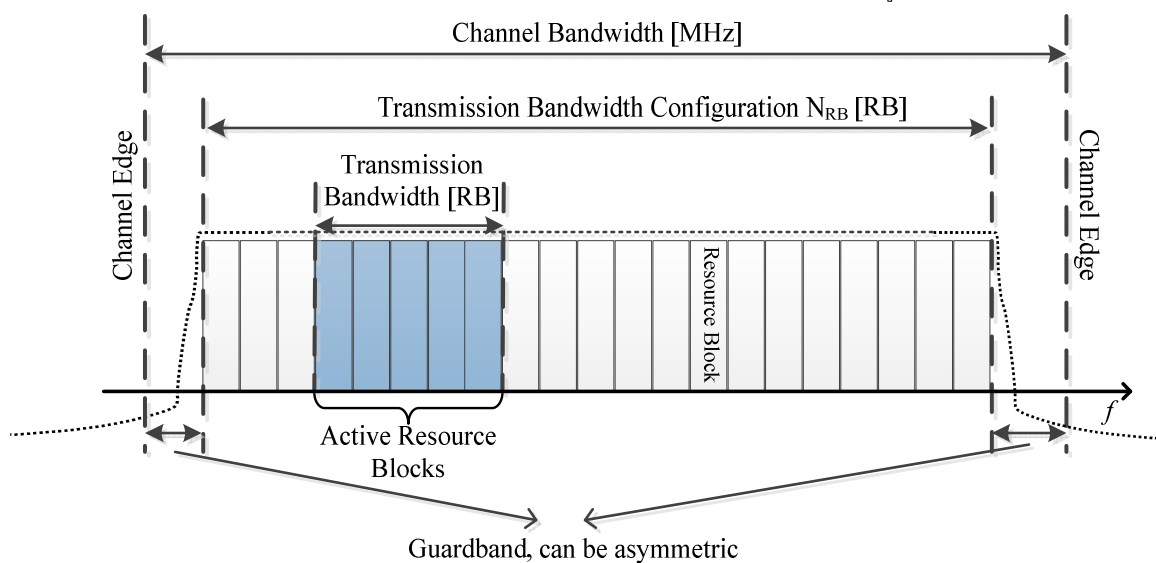 Channel Bandwidth [MHz]
Transmission Bandwidth Configuration NRB [RB]
Transmission
Bandwidth [RB]
Channel Edge
Channel Edge
Resource Block
f
Active Resource
Blocks
Guardband, can be asymmetric